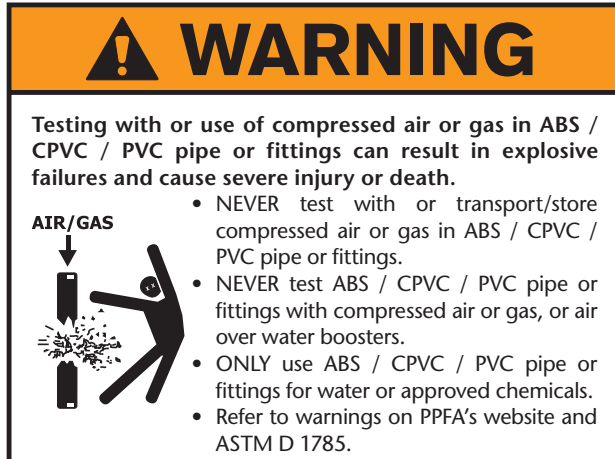 WARNING
Testing with or use of compressed air or gas in ABS /
CPVC / PVC pipe or fittings can result in explosive
failures and cause severe injury or death.
AIR/GAS
• NEVER test with or transport/store
compressed air or gas in ABS / CPVC /
PVC pipe or fittings.
• NEVER test ABS / CPVC / PVC pipe or
fittings with compressed air or gas, or air
over water boosters.
• ONLY use ABS / CPVC / PVC pipe or
fittings for water or approved chemicals.
• Refer to warnings on PPFA's website and
ASTM D 1785.